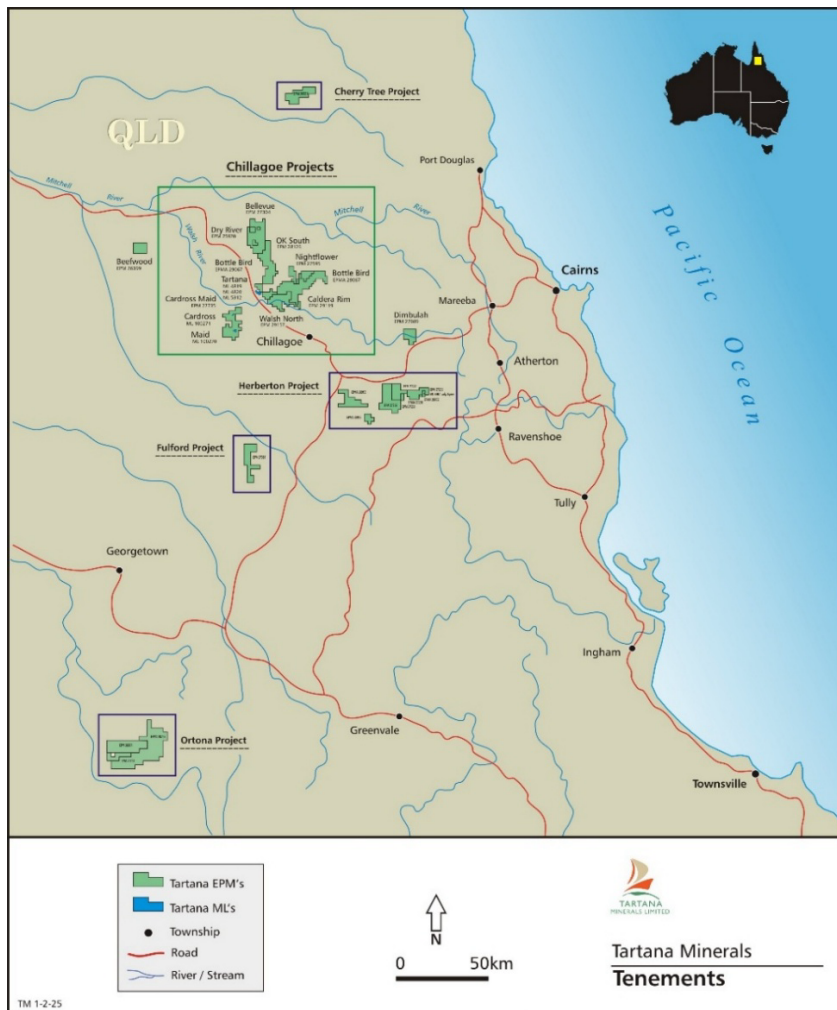 Cherry Tree Project
QLD
Chillagoe Projects
Port Douglas
Mitchell
River
Bellevue
Mitchell
River
Dry River
Walsh River
OK South
Beefwood
Bottle Bird
Nightflower
Bottle Bird
Tartana
Cardross Maid
Caldera Rim
Walsh North
Cardross
Maid
Chillagoe
Dimbulah
Cairns
Mareeba
Atherton
Herberton Project
Ravenshoe
Fulford Project
Tully
Georgetown
Ingham
Ortona Project
Greenvale
Townsville
Pacific Ocean
Tartana EPM's
Tartana ML's
Township
Road
River / Stream
N
0 50km
TARTANA
MINERALS LIMITED
Tartana Minerals
Tenements
TM 1-2-25